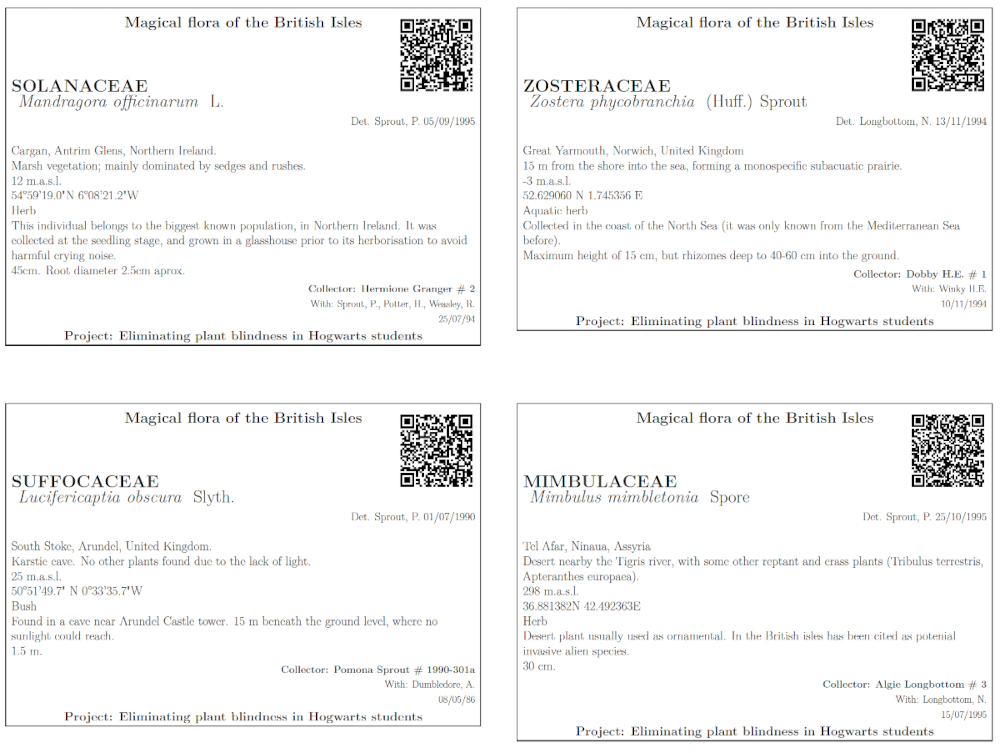 Magical flora of the British Isles
SOLANACEAE
Mandragora officinarum L.
Det. Sprout, P. 05/09/1995
Cargan, Antrim Glens, Northern Ireland.
Marsh vegetation; mainly dominated by sedges and rushes.
12 m.a.s.l.
54°59'19.0"N 6°08'21.2"W
Herb
This individual belongs to the biggest known population, in Northern Ireland. It was
collected at the seedling stage, and grown in a glasshouse prior to its herborisation to avoid
harmful crying noise.
45cm. Root diameter 2.5cm aprox.
Collector: Hermione Granger # 2
With: Sprout, P., Potter, H., Weasley, R.
25/07/94
Project: Eliminating plant blindness in Hogwarts students
Magical flora of the British Isles
ZOSTERACEAE
Zostera phycobranchia (Huff.) Sprout
Det. Longbottom, N. 13/11/1994
Great Yarmouth, Norwich, United Kingdom
15 m from the shore into the sea, forming a monospecific subacuatic prairie.
-3 m.a.s.l.
52.629060 N 1.745356 E
Aquatic herb
Collected in the coast of the North Sea (it was only known from the Mediterranean Sea
before).
Maximum height of 15 cm, but rhizomes deep to 40-60 cm into the ground.
Collector: Dobby H.E. # 1
With: Winky H.E.
10/11/1994
Project: Eliminating plant blindness in Hogwarts students
Magical flora of the British Isles
SUFFOCACEAE
Lucifericaptia obscura Slyth.
Det. Sprout, P. 01/07/1990
South Stoke, Arundel, United Kingdom.
Karstic cave. No other plants found due to the lack of light.
25 m.a.s.l.
50°51'49.7" N 0°33'35.7"W
Bush
Found in a cave near Arundel Castle tower. 15 m beneath the ground level, where no
sunlight could reach.
1.5 m.
Collector: Pomona Sprout # 1990-301a
With: Dumbledore, A.
08/05/86
Project: Eliminating plant blindness in Hogwarts students
Magical flora of the British Isles
MIMBULACEAE
Mimbulus mimbletonia Spore
Det. Sprout, P. 25/10/1995
Tel Afar, Ninaua, Assyria
Desert nearby the Tigris river, with some other reptant and crass plants (Tribulus terrestris,
Apteranthes europaea).
298 m.a.s.l.
36.881382N 42.492363E
Herb
Desert plant usually used as ornamental. In the British isles has been cited as potenial
invasive alien species.
30 cm.
Collector: Algie Longbottom # 3
With: Longbottom, N.
15/07/1995
Project: Eliminating plant blindness in Hogwarts students